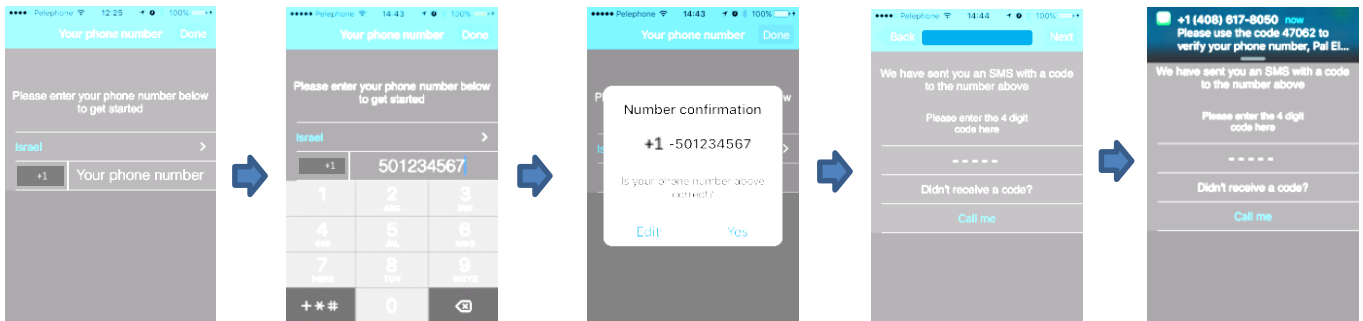 Pelephone 12:25 100%
Your phone number Done
Please enter your phone number below
to get started
Israel
+1 Your phone number
Pelephone 14:43 100%
Your phone number Done
Please enter your phone number below
to get started
Israel
+1 501234567
1 2 3
ABC DEF
4 5 6
GHI JKL MNO
7 8 9
PQRS TUV WXYZ
+*# 0
Pelephone 14:43 100%
Your phone number Done
Number confirmation
+1 -501234567
Is your phone number above
correct?
Edit Yes
Pelephone 14:44 100%
Back Next
We have sent you an SMS with a code
to the number above
Please enter the 4 digit
code here
- - - - -
Didn't receive a code?
Call me
+1 (408) 617-8050 now
Please use the code 47062 to
verify your phone number, Pal El...
We have sent you an SMS with a code
to the number above
Please enter the 4 digit
code here
- - - - -
Didn't receive a code?
Call me